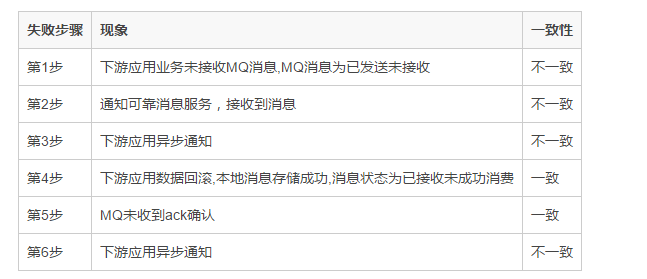 失败步骤 现象 一致性
第1步 下游应用业务未接收MQ消息,MQ消息为已发送未接收 不一致
第2步 通知可靠消息服务，接收到消息 不一致
第3步 下游应用异步通知 不一致
第4步 下游应用数据回滚,本地消息存储成功,消息状态为已接收未成功消费 一致
第5步 MQ未收到ack确认 一致
第6步 下游应用异步通知 不一致